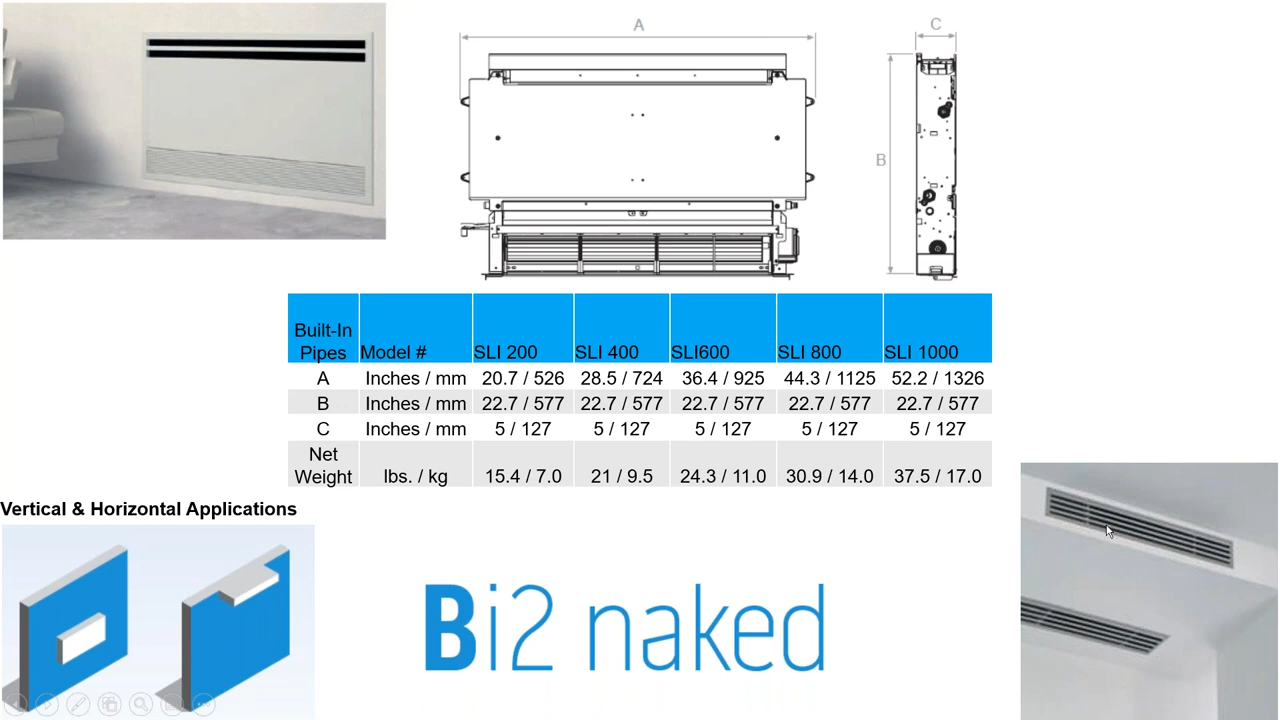 A
C
B
Built-In Pipes Model # SLI 200 SLI 400 SLI600 SLI 800 SLI 1000
A Inches / mm 20.7 / 526 28.5 / 724 36.4 / 925 44.3 / 1125 52.2 / 1326
B Inches / mm 22.7 / 577 22.7 / 577 22.7 / 577 22.7 / 577 22.7 / 577
C Inches / mm 5 / 127 5 / 127 5 / 127 5 / 127 5 / 127
Net Weight lbs. / kg 15.4 / 7.0 21 / 9.5 24.3 / 11.0 30.9 / 14.0 37.5 / 17.0
Vertical & Horizontal Applications
Bi2 naked